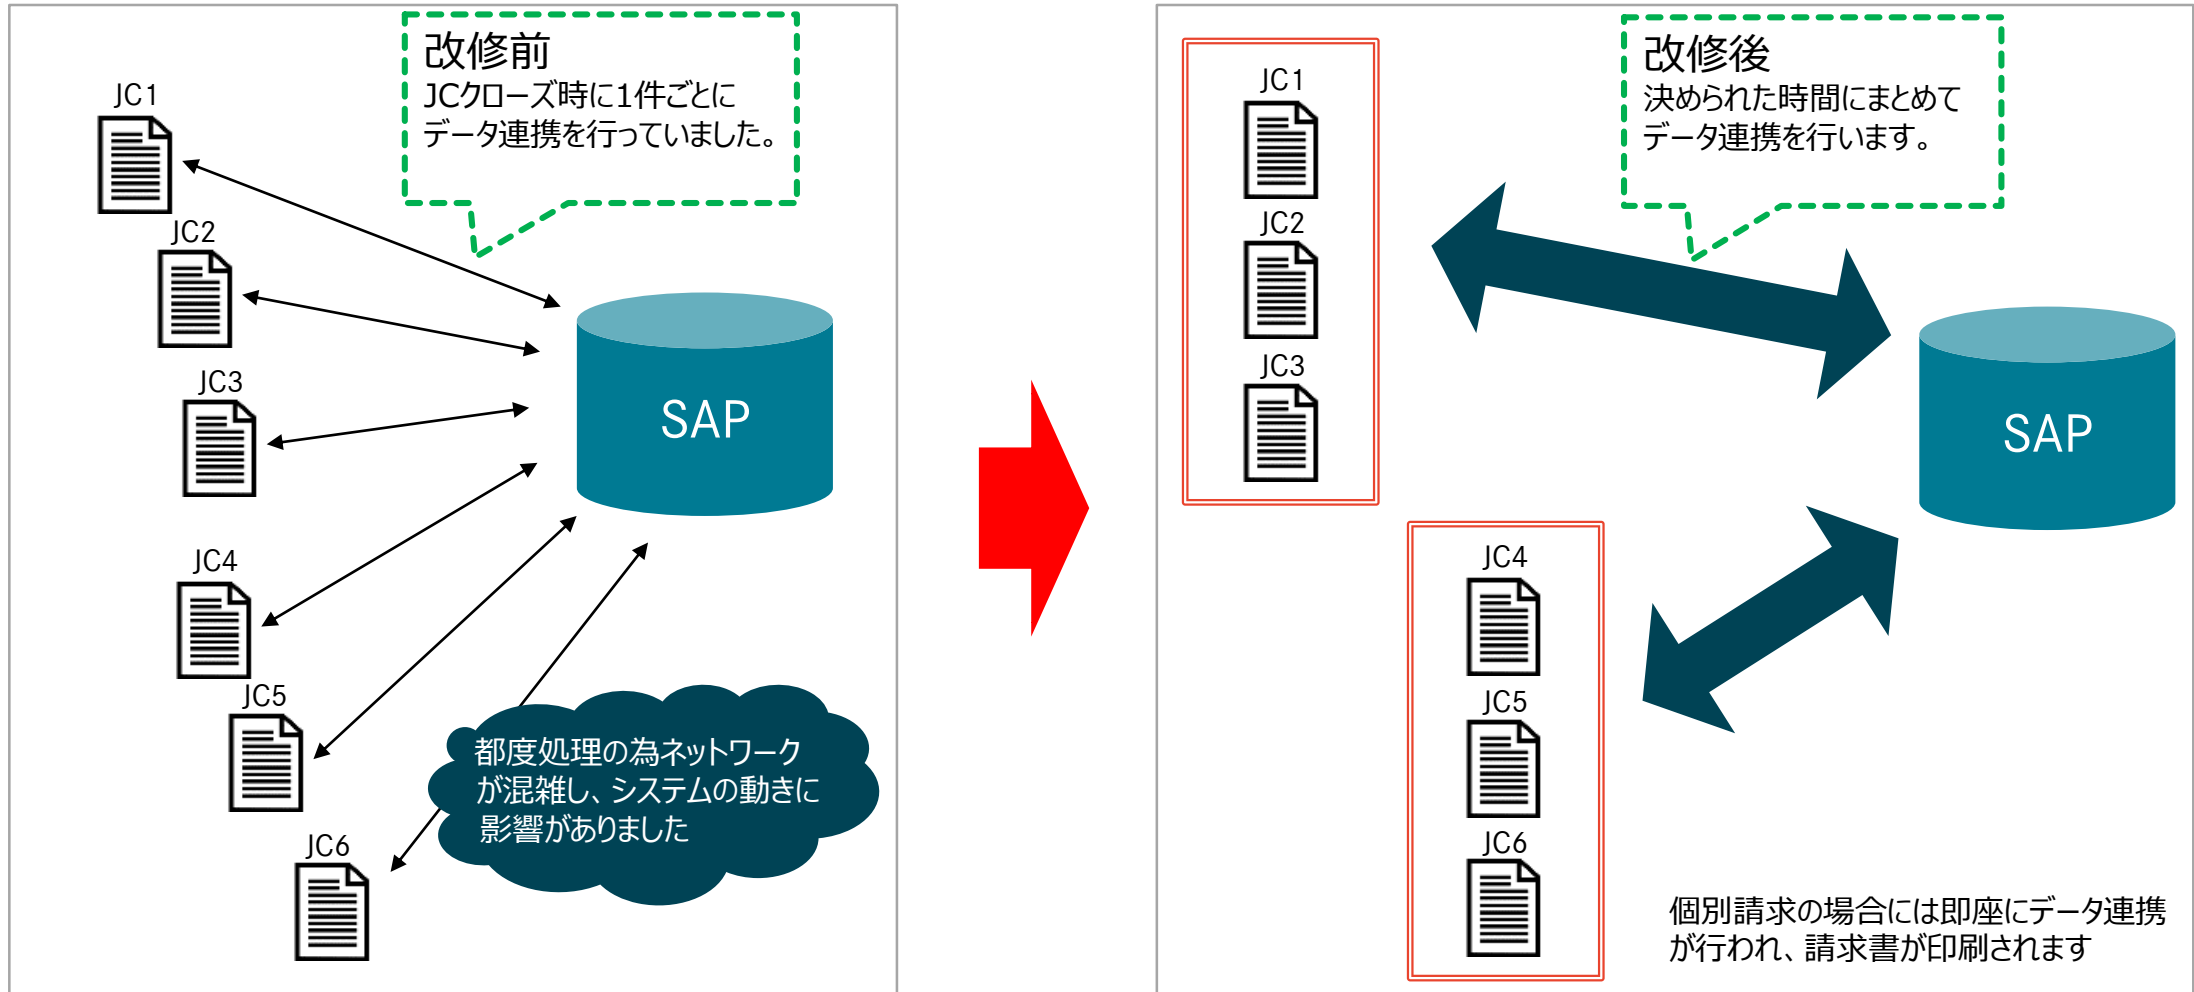 改修前
JCクローズ時に1件ごとに
データ連携を行っていました。
JC1
JC2
JC3
JC4
JC5
JC6
SAP
都度処理の為ネットワーク
が混雑し、システムの動きに
影響がありました
改修後
決められた時間にまとめて
データ連携を行います。
JC1
JC2
JC3
JC4
JC5
JC6
SAP
個別請求の場合には即座にデータ連携
が行われ、請求書が印刷されます